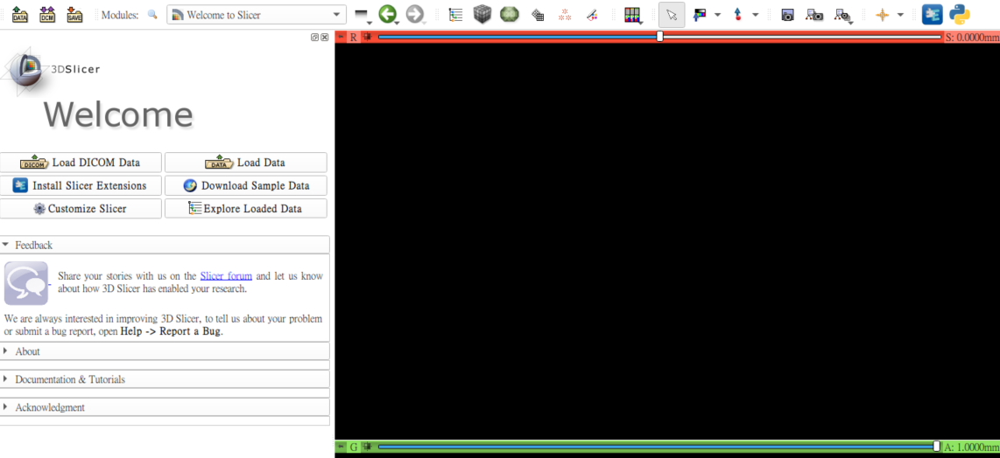 DATA DCM SAVE Modules: Welcome to Slicer
R S: 0.0000mm
3DSlicer
Welcome
DICOM Load DICOM Data DATA Load Data
Install Slicer Extensions Download Sample Data
Customize Slicer Explore Loaded Data
Feedback
Share your stories with us on the Slicer forum and let us know
about how 3D Slicer has enabled your research.
We are always interested in improving 3D Slicer, to tell us about your problem
or submit a bug report, open Help -> Report a Bug.
About
Documentation & Tutorials
Acknowledgment
G A: 1.0000mm